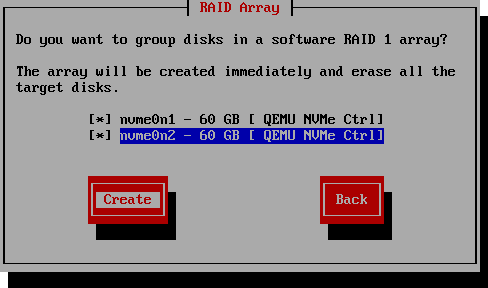 RAID Array
Do you want to group disks in a software RAID 1 array?
The array will be created immediately and erase all the
target disks.
[*] nvme0n1 - 60 GB [ QEMU NVMe Ctrl]
[*] nvme0n2 - 60 GB [ QEMU NVMe Ctrl]
Create Back